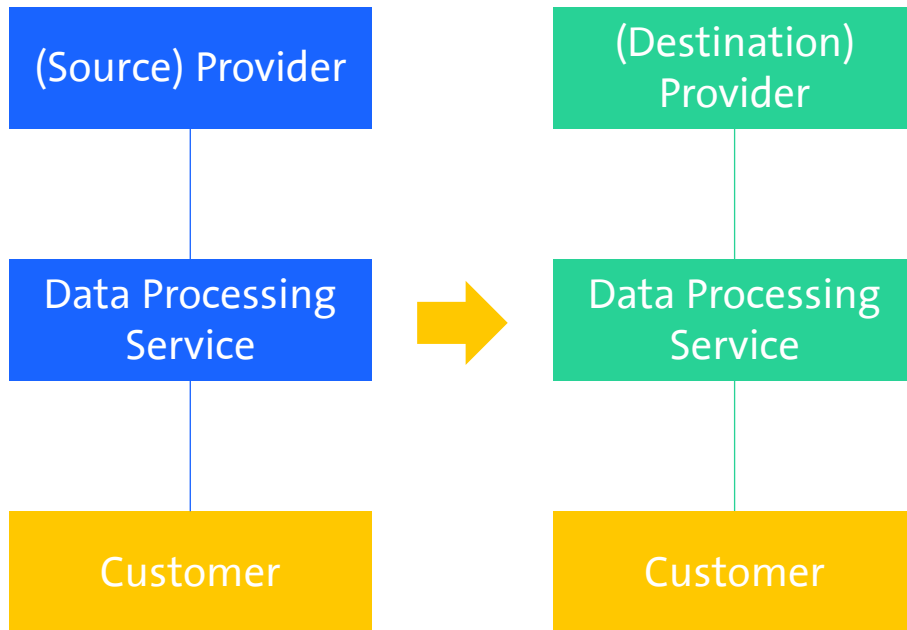 (Source) Provider
(Destination)
Provider
Data Processing
Service
Data Processing
Service
Customer
Customer